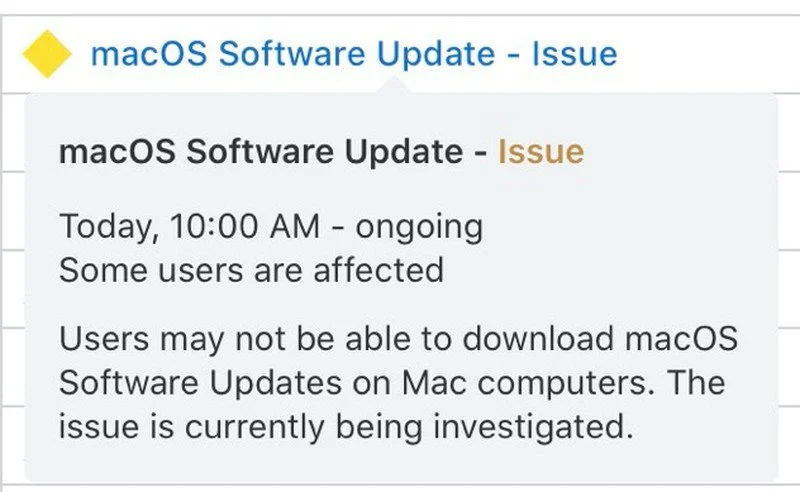 macOS Software Update - Issue
macOS Software Update - Issue
Today, 10:00 AM - ongoing
Some users are affected
Users may not be able to download macOS
Software Updates on Mac computers. The
issue is currently being investigated.